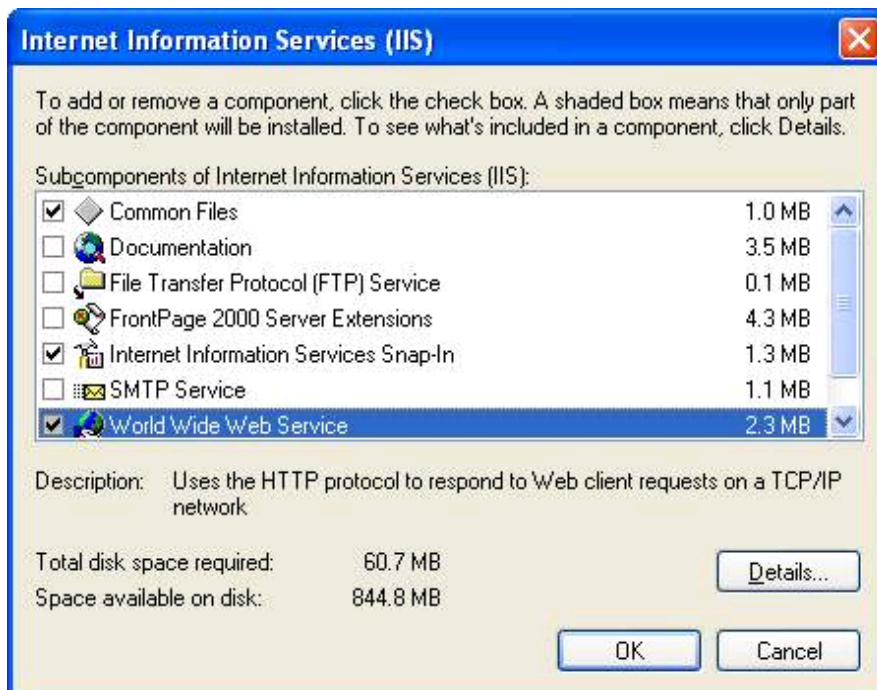 Internet Information Services (IIS)
To add or remove a component, click the check box. A shaded box means that only part
of the component will be installed. To see what's included in a component, click Details.
Subcomponents of Internet Information Services (IIS):
Common Files 1.0 MB
Documentation 3.5 MB
File Transfer Protocol (FTP) Service 0.1 MB
FrontPage 2000 Server Extensions 4.3 MB
Internet Information Services Snap-In 1.3 MB
SMTP Service 1.1 MB
World Wide Web Service 2.3 MB
Description: Uses the HTTP protocol to respond to Web client requests on a TCP/IP
network
Total disk space required: 60.7 MB
Details...
Space available on disk: 844.8 MB
OK Cancel